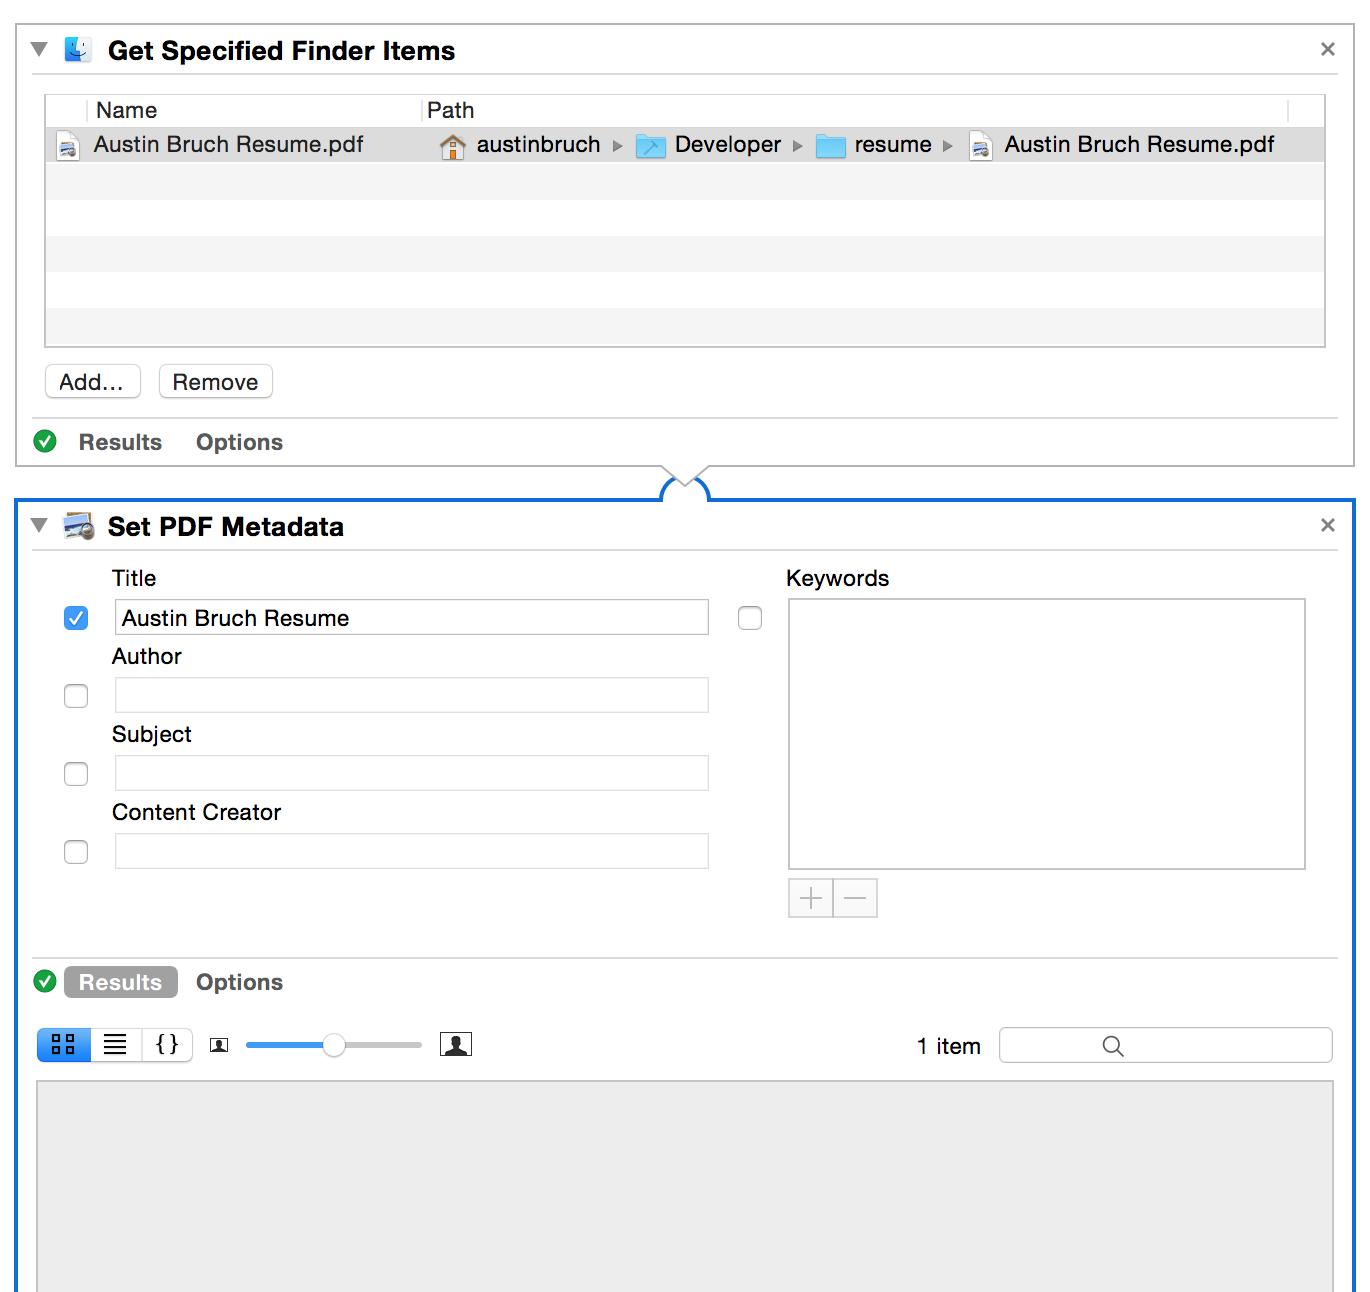 Get Specified Finder Items
Name Path
Austin Bruch Resume.pdf austinbruch Developer resume Austin Bruch Resume.pdf
Add... Remove
Results Options
Set PDF Metadata
Title Keywords
Austin Bruch Resume
Author
Subject
Content Creator
Results Options
{} 1 item